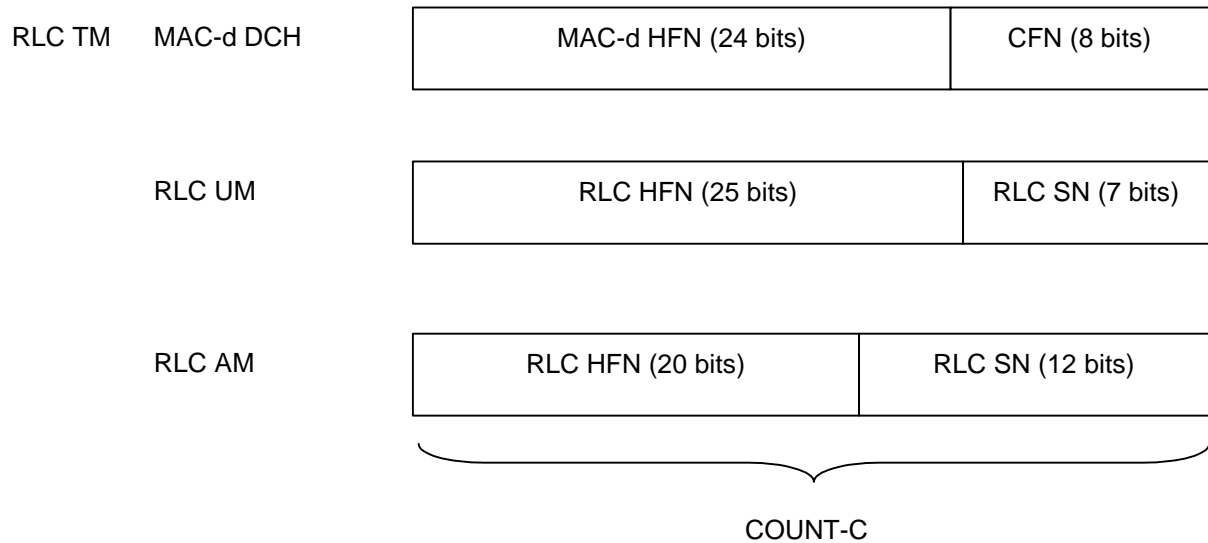 RLC TM MAC-d DCH MAC-d HFN (24 bits) CFN (8 bits)
RLC UM RLC HFN (25 bits) RLC SN (7 bits)
RLC AM RLC HFN (20 bits) RLC SN (12 bits)
COUNT-C